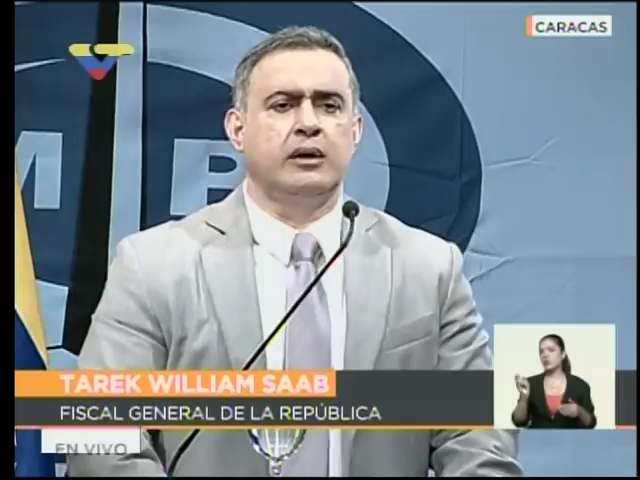 CARACAS
M B
TAREK WILLIAM SAAB
FISCAL GENERAL DE LA REPÚBLICA
EN VIVO